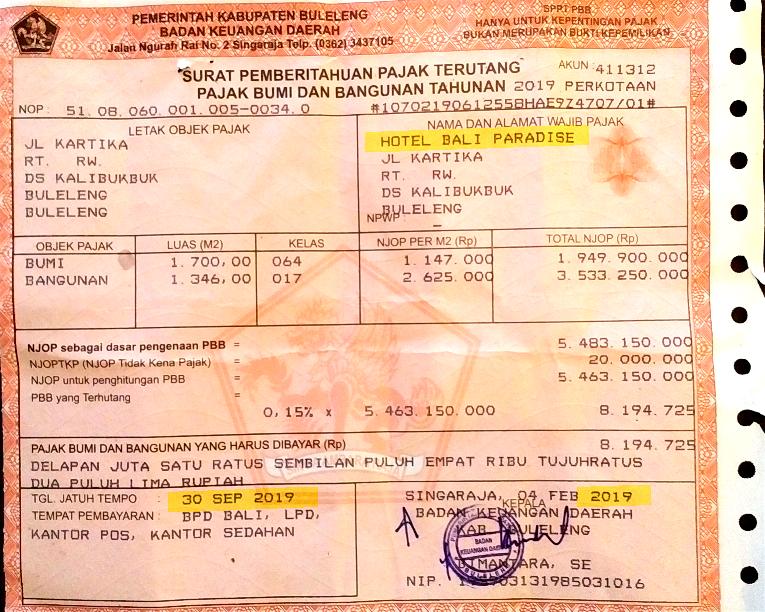 PEMERINTAH KABUPATEN BULELENG
BADAN KEUANGAN DAERAH
Jalan Ngurah Rai No. 2 Singaraja Telp. (0362) 3437105
SPPT PBB
HANYA UNTUK KEPENTINGAN PAJAK
BUKAN MERUPAKAN BUKTI KEPEMILIKAN
SURAT PEMBERITAHUAN PAJAK TERUTANG
AKUN : 411312
PAJAK BUMI DAN BANGUNAN TAHUNAN 2019 PERKOTAAN
NOP : 51.08.060.001.005-0034.0 #10702190612558HAE9Z4707/01#
LETAK OBJEK PAJAK
JL KARTIKA
RT. RW.
DS KALIBUKBUK
BULELENG
BULELENG
NAMA DAN ALAMAT WAJIB PAJAK
HOTEL BALI PARADISE
JL KARTIKA
RT. RW.
DS KALIBUKBUK
BULELENG
NPWP : -
OBJEK PAJAK LUAS (M2) KELAS NJOP PER M2 (Rp) TOTAL NJOP (Rp)
BUMI 1.700,00 064 1.147.000 1.949.900.000
BANGUNAN 1.346,00 017 2.625.000 3.533.250.000
NJOP sebagai dasar pengenaan PBB = 5.483.150.000
NJOPTKP (NJOP Tidak Kena Pajak) = 20.000.000
NJOP untuk penghitungan PBB = 5.463.150.000
PBB yang Terhutang =
0,15% x 5.463.150.000 8.194.725
PAJAK BUMI DAN BANGUNAN YANG HARUS DIBAYAR (Rp) 8.194.725
DELAPAN JUTA SATU RATUS SEMBILAN PULUH EMPAT RIBU TUJUHRATUS
DUA PULUH LIMA RUPIAH
TGL. JATUH TEMPO : 30 SEP 2019
TEMPAT PEMBAYARAN : BPD BALI, LPD,
KANTOR POS, KANTOR SEDAHAN
SINGARAJA, 04 FEB 2019
KEPALA
BADAN KEUANGAN DAERAH
KAB. BULELENG
BADAN
KEUANGAN DAERAH
BULELENG
SE
NIP.